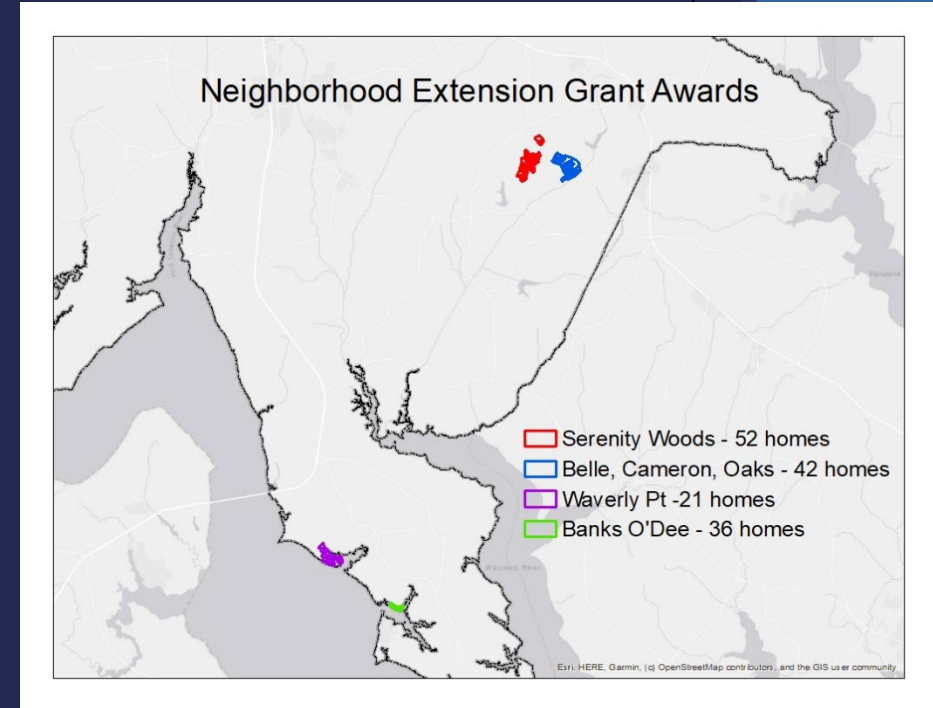 Neighborhood Extension Grant Awards
Serenity Woods - 52 homes
Belle, Cameron, Oaks - 42 homes
Waverly Pt -21 homes
Banks O'Dee - 36 homes
Esri, HERE, Garmin, (c) OpenStreetMap contributors, and the GIS user community